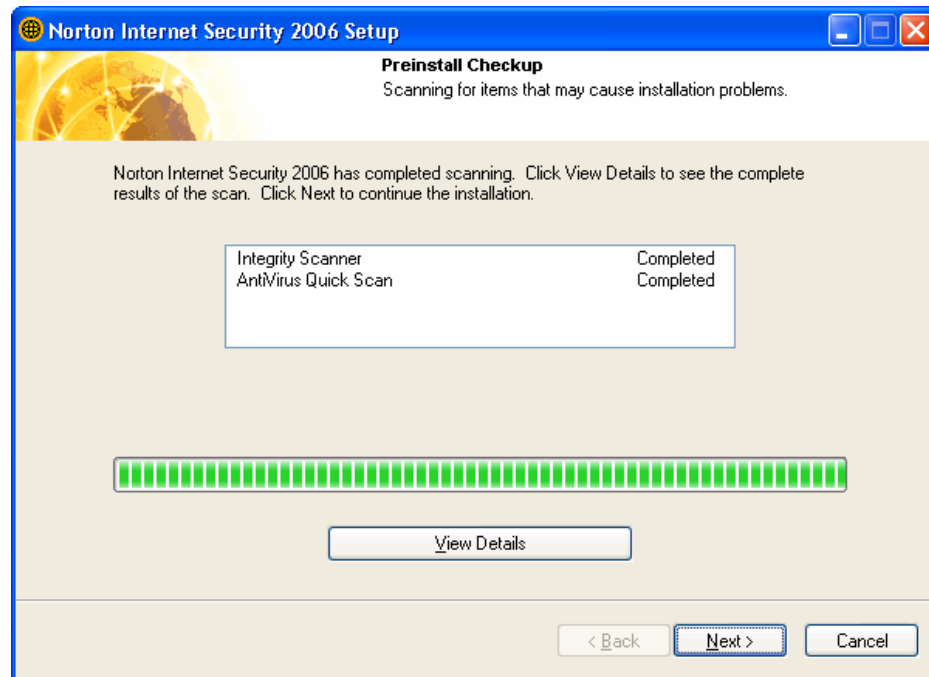 Norton Internet Security 2006 Setup
Preinstall Checkup
Scanning for items that may cause installation problems.
Norton Internet Security 2006 has completed scanning. Click View Details to see the complete
results of the scan. Click Next to continue the installation.
Integrity Scanner Completed
AntiVirus Quick Scan Completed
View Details
< Back Next > Cancel